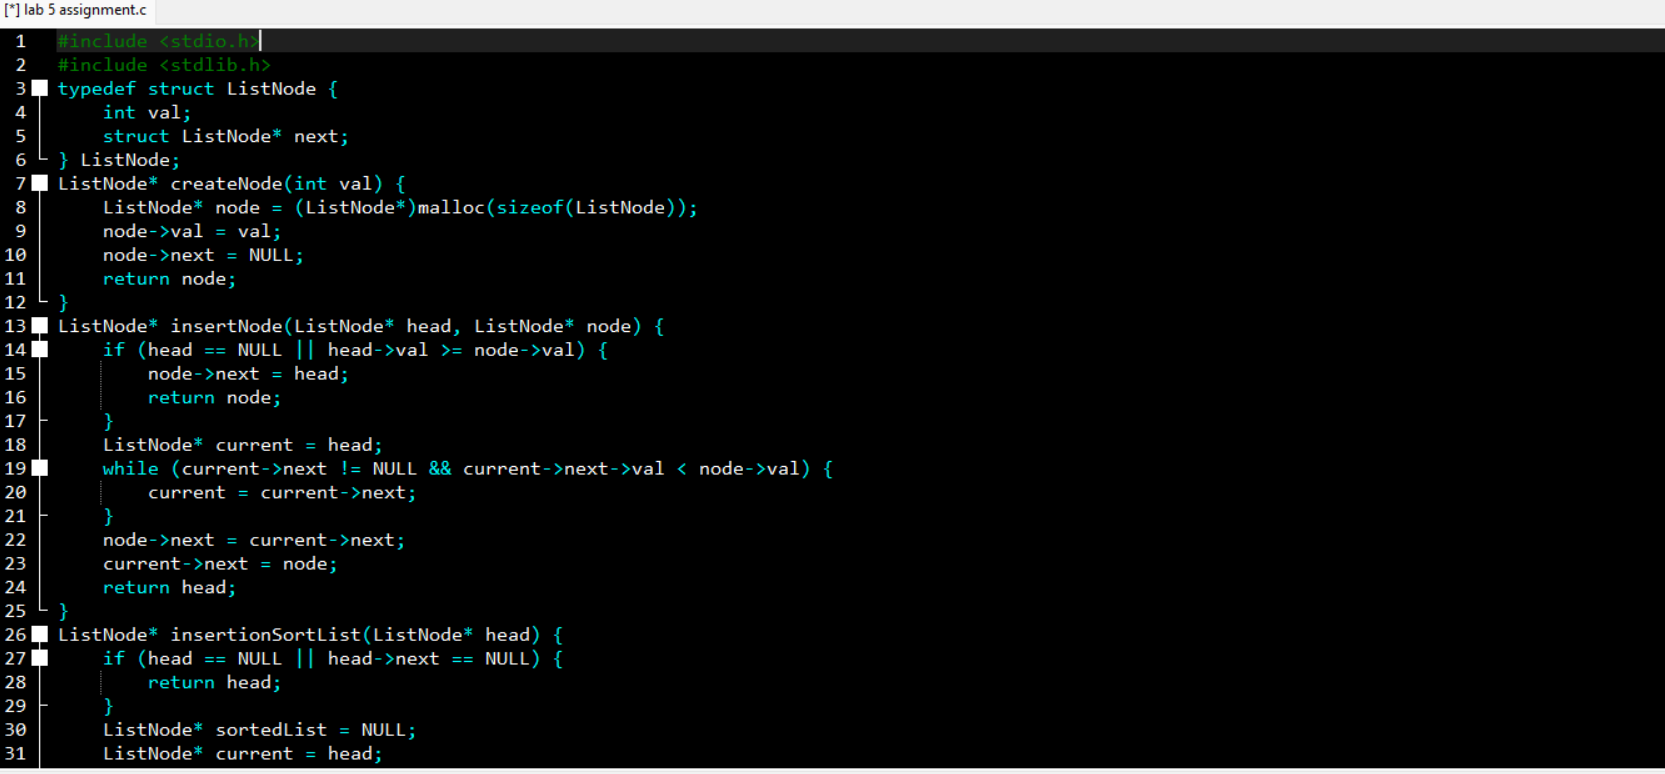 [*] lab 5 assignment.c
1 #include <stdio.h>
2 #include <stdlib.h>
3 typedef struct ListNode {
4     int val;
5     struct ListNode* next;
6 } ListNode;
7 ListNode* createNode(int val) {
8     ListNode* node = (ListNode*)malloc(sizeof(ListNode));
9     node->val = val;
10     node->next = NULL;
11     return node;
12 }
13 ListNode* insertNode(ListNode* head, ListNode* node) {
14     if (head == NULL || head->val >= node->val) {
15         node->next = head;
16         return node;
17     }
18     ListNode* current = head;
19     while (current->next != NULL && current->next->val < node->val) {
20         current = current->next;
21     }
22     node->next = current->next;
23     current->next = node;
24     return head;
25 }
26 ListNode* insertionSortList(ListNode* head) {
27     if (head == NULL || head->next == NULL) {
28         return head;
29     }
30     ListNode* sortedList = NULL;
31     ListNode* current = head;